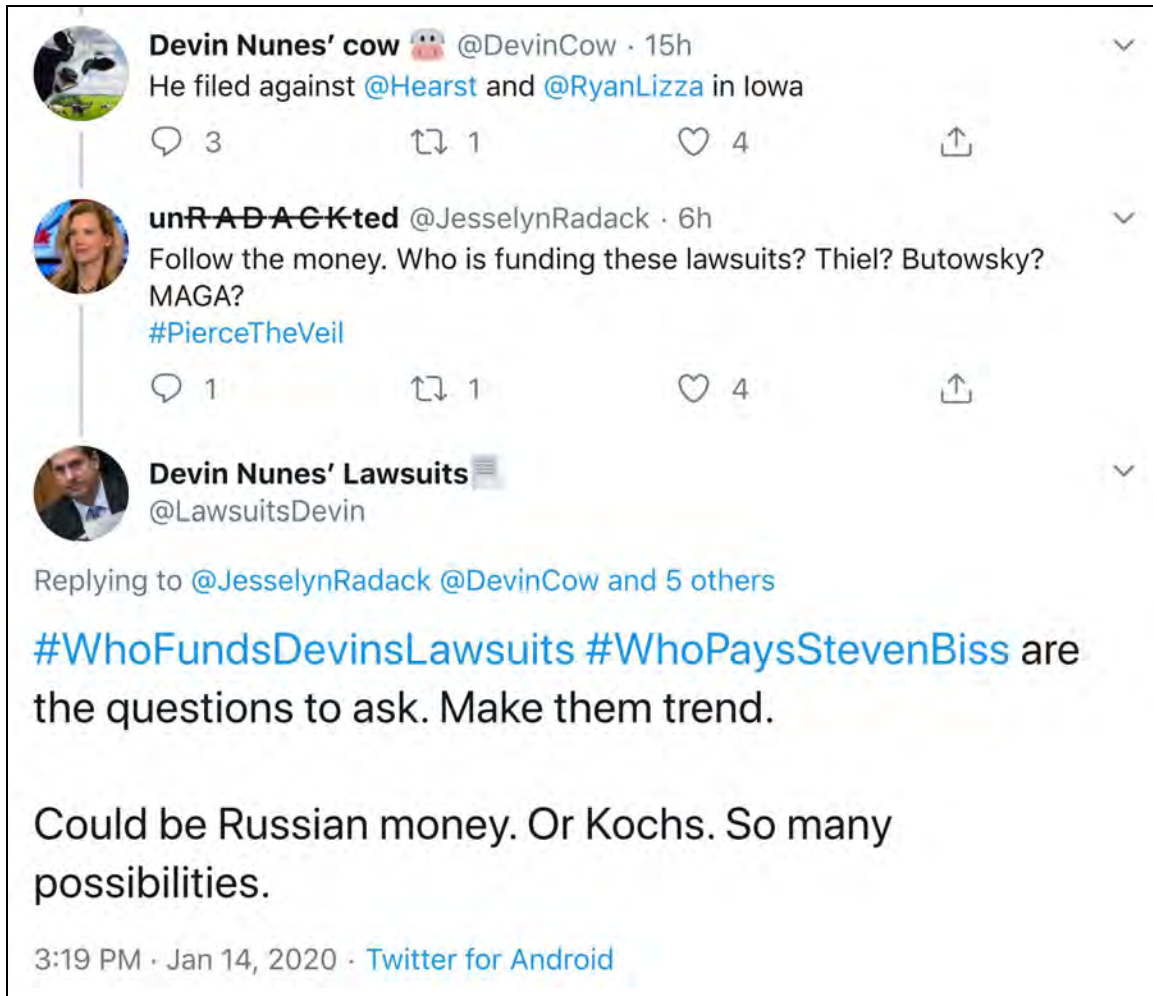 Devin Nunes’ cow 🐮 @DevinCow · 15h
He filed against @Hearst and @RyanLizza in Iowa
3 1 4
unR̶A̶D̶A̶C̶K̶ted @JesselynRadack · 6h
Follow the money. Who is funding these lawsuits? Thiel? Butowsky?
MAGA?
#PierceTheVeil
1 1 4
Devin Nunes’ Lawsuits
@LawsuitsDevin
Replying to @JesselynRadack @DevinCow and 5 others
#WhoFundsDevinsLawsuits #WhoPaysStevenBiss are
the questions to ask. Make them trend.
Could be Russian money. Or Kochs. So many
possibilities.
3:19 PM · Jan 14, 2020 · Twitter for Android